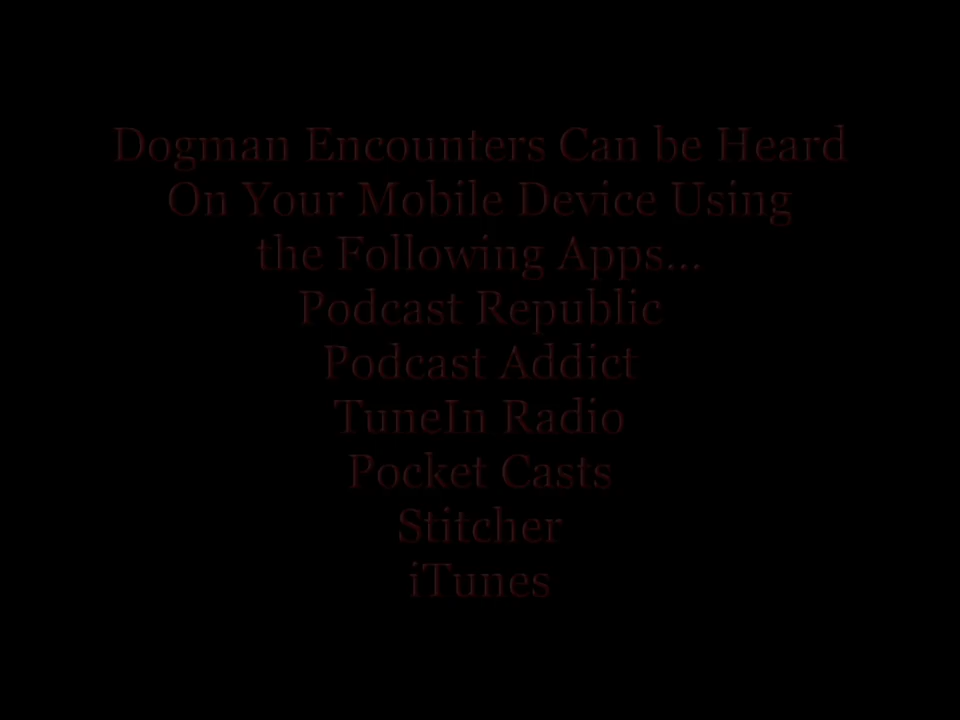 Dogman Encounters Can be Heard
On Your Mobile Device Using
the Following Apps...
Podcast Republic
Podcast Addict
TuneIn Radio
Pocket Casts
Stitcher
iTunes